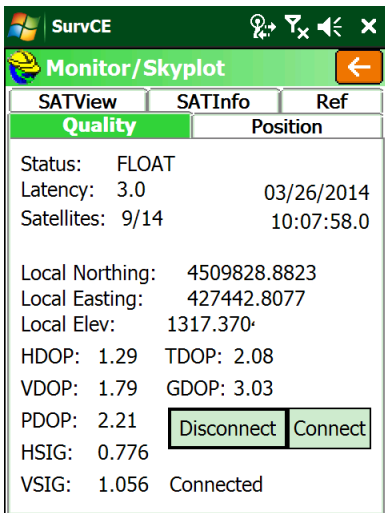 SurvCE
Monitor/Skyplot
SATView SATInfo Ref
Quality Position
Status: FLOAT
Latency: 3.0 03/26/2014
Satellites: 9/14 10:07:58.0
Local Northing: 4509828.8823
Local Easting: 427442.8077
Local Elev: 1317.370
HDOP: 1.29 TDOP: 2.08
VDOP: 1.79 GDOP: 3.03
PDOP: 2.21 Disconnect Connect
HSIG: 0.776
VSIG: 1.056 Connected